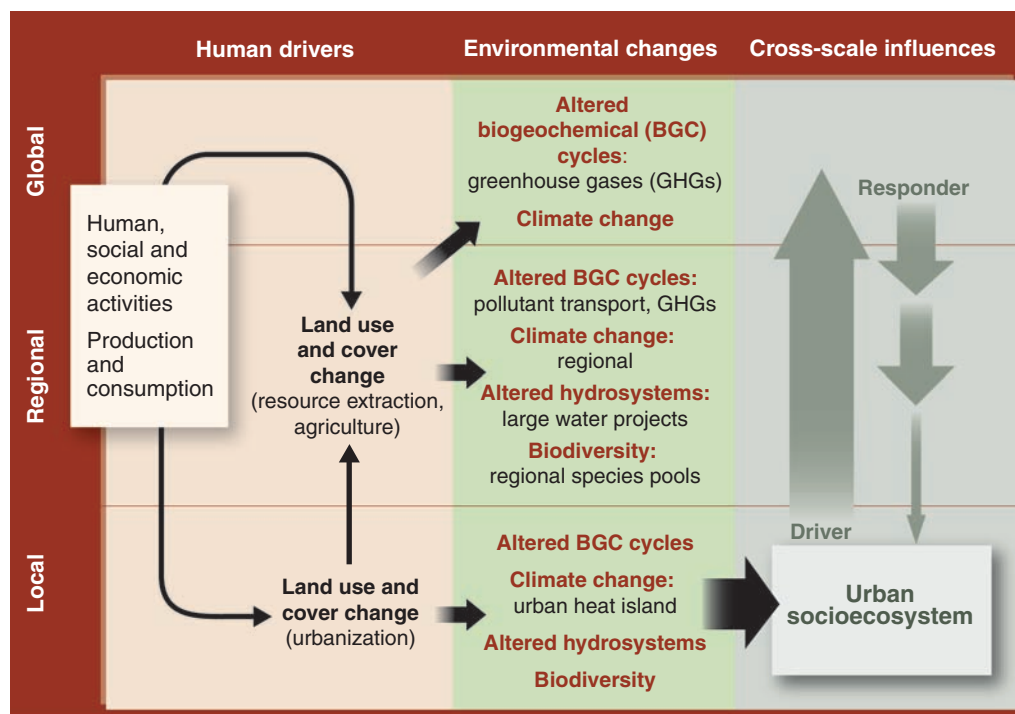 Human drivers
Environmental changes
Cross-scale influences
Global
Regional
Local
Human,
social and
economic
activities
Production
and
consumption
Land use
and cover
change
(resource extraction,
agriculture)
Land use and
cover change
(urbanization)
Altered
biogeochemical (BGC)
cycles:
greenhouse gases (GHGs)
Climate change
Altered BGC cycles:
pollutant transport, GHGs
Climate change:
regional
Altered hydrosystems:
large water projects
Biodiversity:
regional species pools
Altered BGC cycles
Climate change:
urban heat island
Altered hydrosystems
Biodiversity
Responder
Driver
Urban
socioecosystem